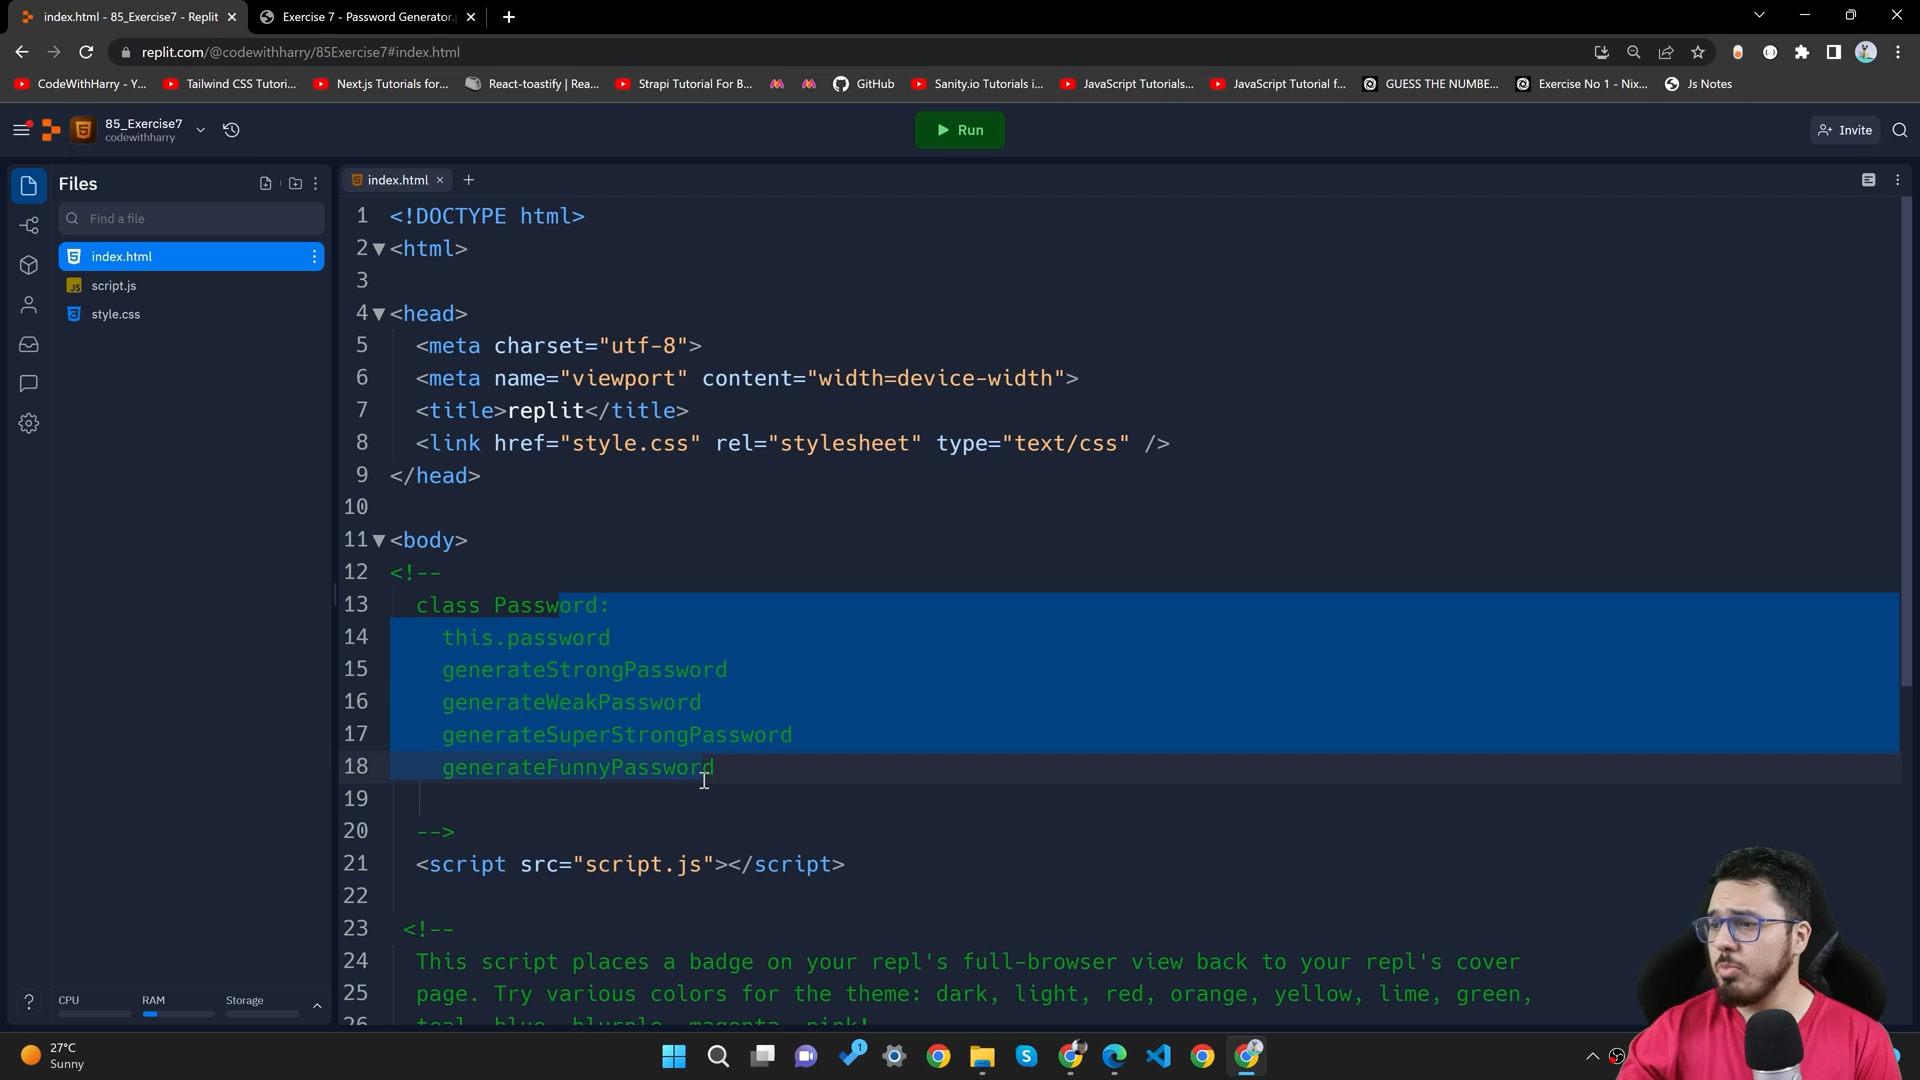 index.html - 85_Exercise7 - Replit
Exercise 7 - Password Generator.
replit.com/@codewithharry/85Exercise7#index.html
CodeWithHarry - Y...
Tailwind CSS Tutori...
Next.js Tutorials for...
React-toastify | Rea...
Strapi Tutorial For B...
GitHub
Sanity.io Tutorials i...
JavaScript Tutorials...
JavaScript Tutorial f...
GUESS THE NUMBE...
Exercise No 1 - Nix...
Js Notes
85_Exercise7
codewithharry
Run
Invite
Files
Find a file
index.html
script.js
style.css
index.html
1 <!DOCTYPE html>
2 <html>
3
4 <head>
5 <meta charset="utf-8">
6 <meta name="viewport" content="width=device-width">
7 <title>replit</title>
8 <link href="style.css" rel="stylesheet" type="text/css" />
9 </head>
10
11 <body>
12 <!--
13 class Password:
14 this.password
15 generateStrongPassword
16 generateWeakPassword
17 generateSuperStrongPassword
18 generateFunnyPassword
19
20 -->
21 <script src="script.js"></script>
22
23 <!--
24 This script places a badge on your repl's full-browser view back to your repl's cover
25 page. Try various colors for the theme: dark, light, red, orange, yellow, lime, green,
26 teal, blue, blurple, magenta, pink!
CPU
RAM
Storage
27°C
Sunny
1